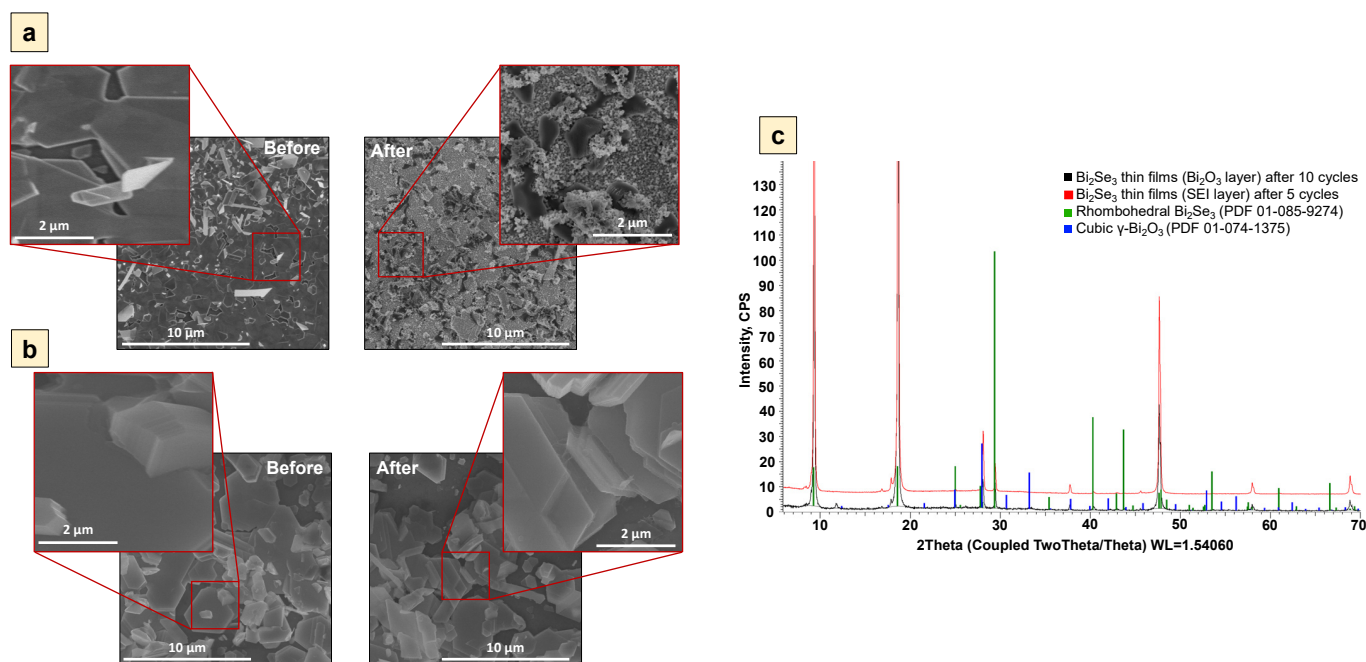 a
Before
2 µm
10 µm
After
2 µm
10 µm
b
Before
2 µm
10 µm
After
2 µm
10 µm
c
Intensity, CPS
130
120
110
100
90
80
70
60
50
40
30
20
10
0
10
20
30
40
50
60
70
2Theta (Coupled TwoTheta/Theta) WL=1.54060
Bi₂Se₃ thin films (Bi₂O₃ layer) after 10 cycles
Bi₂Se₃ thin films (SEI layer) after 5 cycles
Rhombohedral Bi₂Se₃ (PDF 01-085-9274)
Cubic γ-Bi₂O₃ (PDF 01-074-1375)